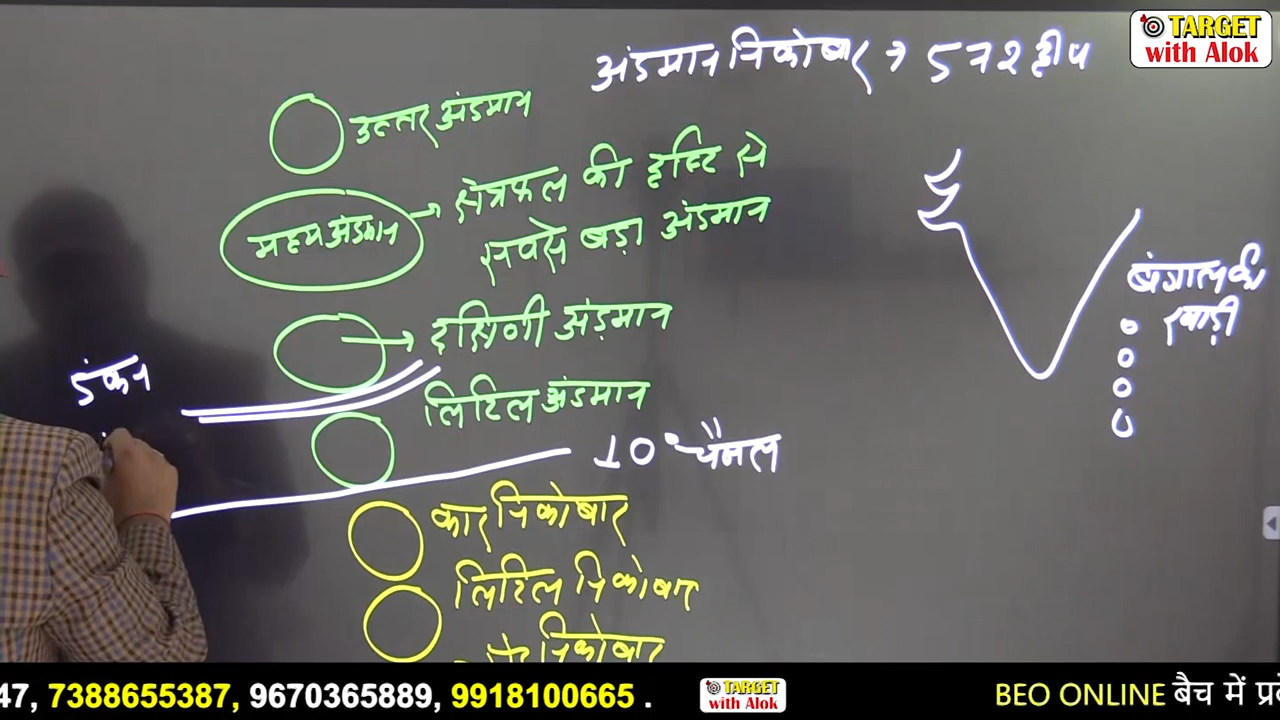 TARGET
with Alok
अंडमान निकोबार → 572 द्वीप
उत्तर अंडमान
मध्य अंडमान → क्षेत्रफल की दृष्टि से
सबसे बड़ा अंडमान
बंगाल की
खाड़ी
→ दक्षिणी अंडमान
डंकन
लिटिल अंडमान
10° चैनल
कार निकोबार
लिटिल निकोबार
निकोबार
47, 7388655387, 9670365889, 9918100665 .
TARGET
with Alok
BEO ONLINE बैच में प्र